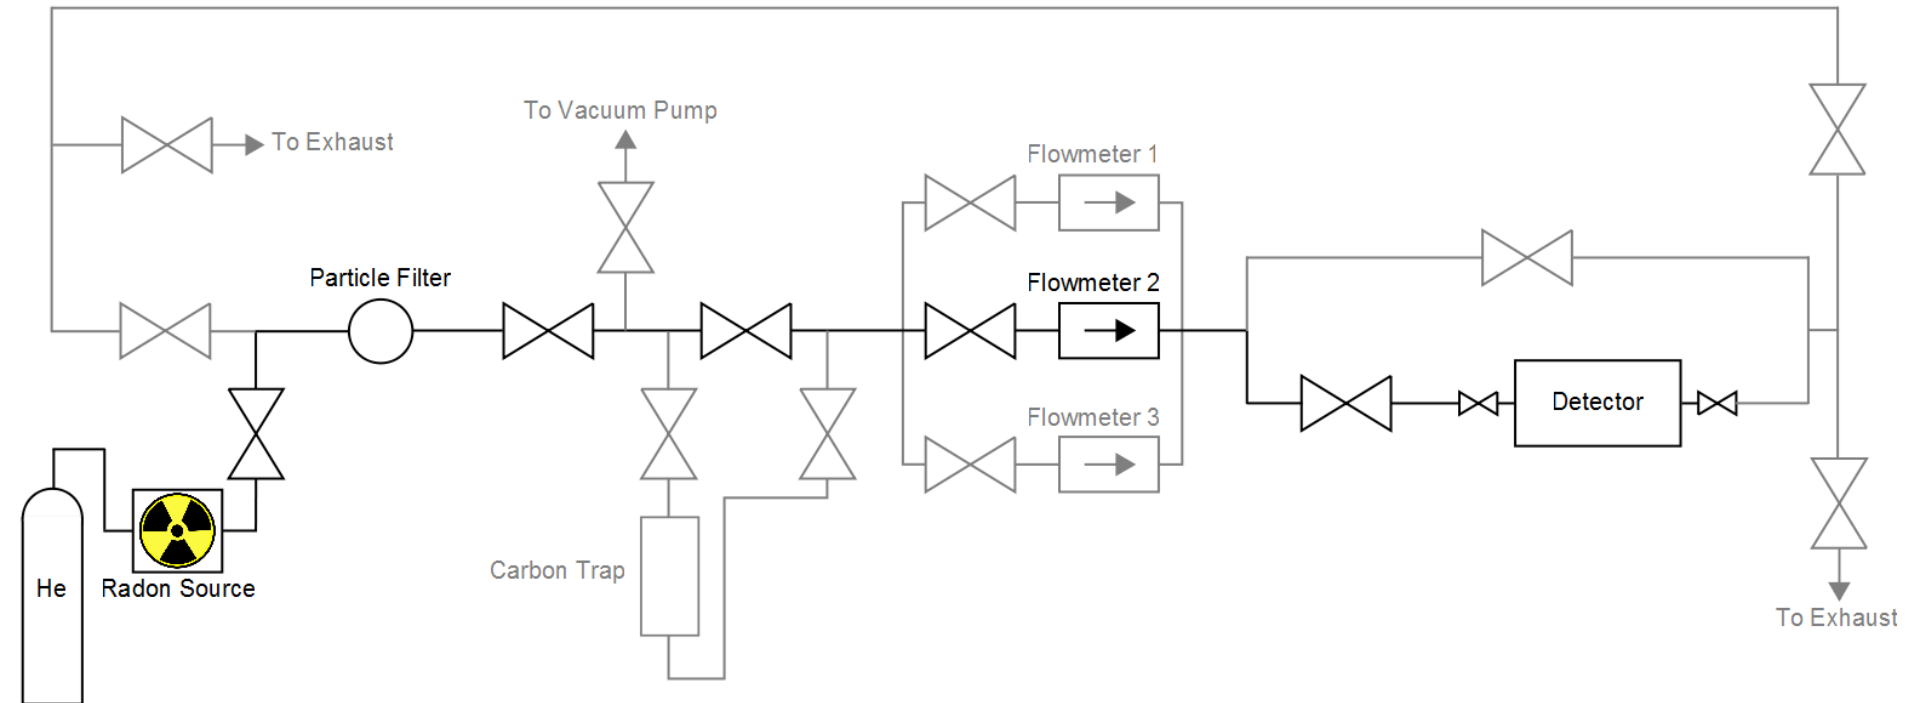 To Vacuum Pump
To Exhaust
Flowmeter 1
Particle Filter
Flowmeter 2
Detector
Flowmeter 3
Carbon Trap
He
Radon Source
To Exhaust